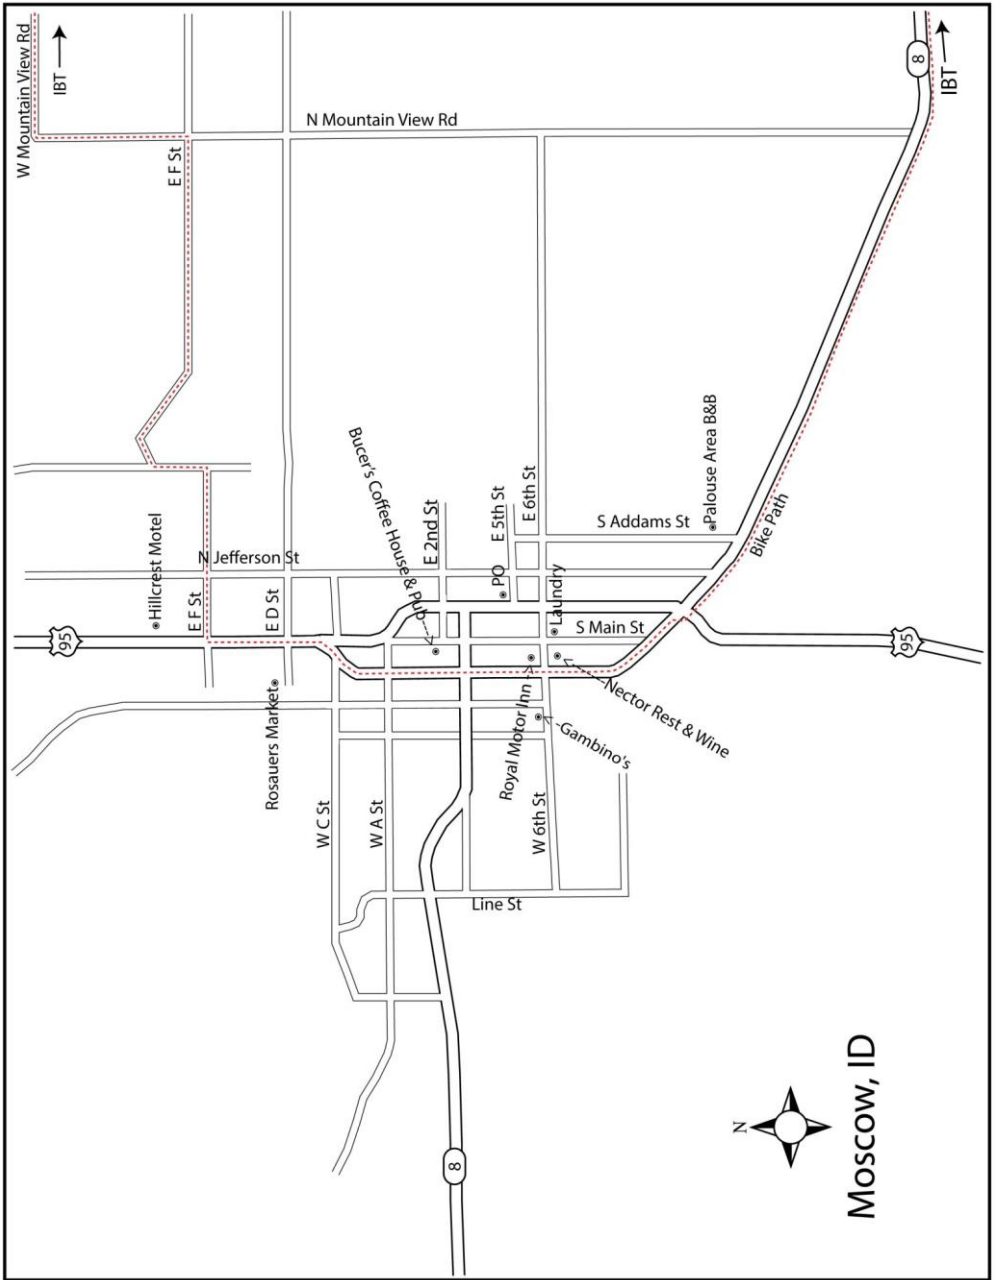 W Mountain View Rd
IBT
8
IBT
N Mountain View Rd
E F St
Bucer's Coffee House & Pub
E 2nd St
E 5th St
E 6th St
Palouse Area B&B
S Addams St
Bike Path
Hillcrest Motel
N Jefferson St
PO
Laundry
E F St
E D St
S Main St
95
95
Rosauers Market
Royal Motor Inn
Nector Rest & Wine
Gambino's
W C St
W A St
W 6th St
Line St
8
N
Moscow, ID